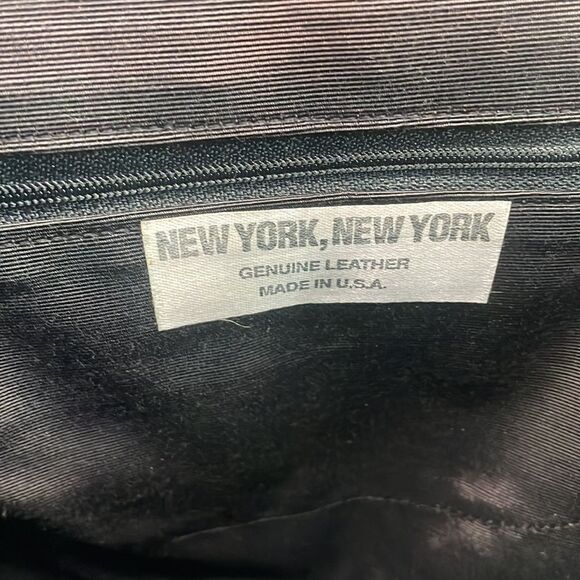 NEW YORK, NEW YORK
GENUINE LEATHER
MADE IN U.S.A.